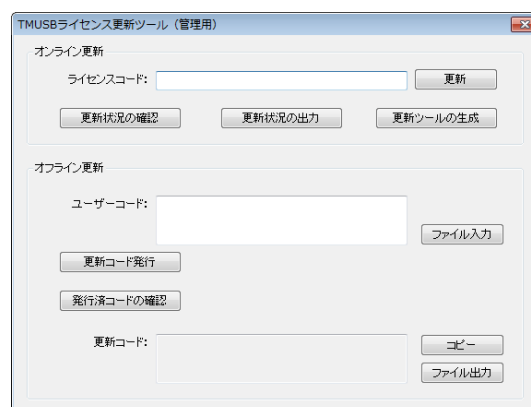 TMUSBライセンス更新ツール（管理用）
オンライン更新
ライセンスコード:
更新
更新状況の確認
更新状況の出力
更新ツールの生成
オフライン更新
ユーザーコード:
ファイル入力
更新コード発行
発行済コードの確認
更新コード:
コピー
ファイル出力